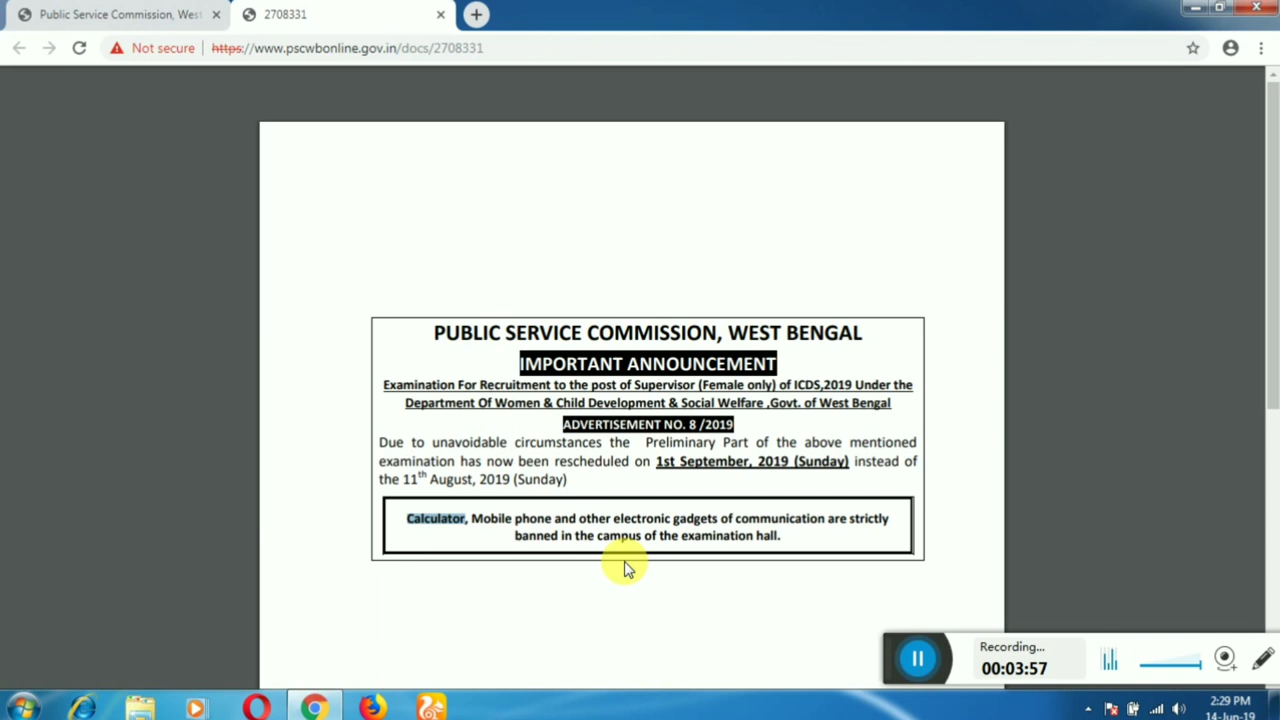 Public Service Commission, West
2708331
Not secure
https://www.pscwbonline.gov.in/docs/2708331
PUBLIC SERVICE COMMISSION, WEST BENGAL
IMPORTANT ANNOUNCEMENT
Examination For Recruitment to the post of Supervisor (Female only) of ICDS,2019 Under the
Department Of Women & Child Development & Social Welfare ,Govt. of West Bengal
ADVERTISEMENT NO. 8 /2019
Due to unavoidable circumstances the Preliminary Part of the above mentioned
examination has now been rescheduled on 1st September, 2019 (Sunday) instead of
the 11th August, 2019 (Sunday)
Calculator, Mobile phone and other electronic gadgets of communication are strictly
banned in the campus of the examination hall.
Recording...
00:03:57
2:29 PM
14-Jun-19